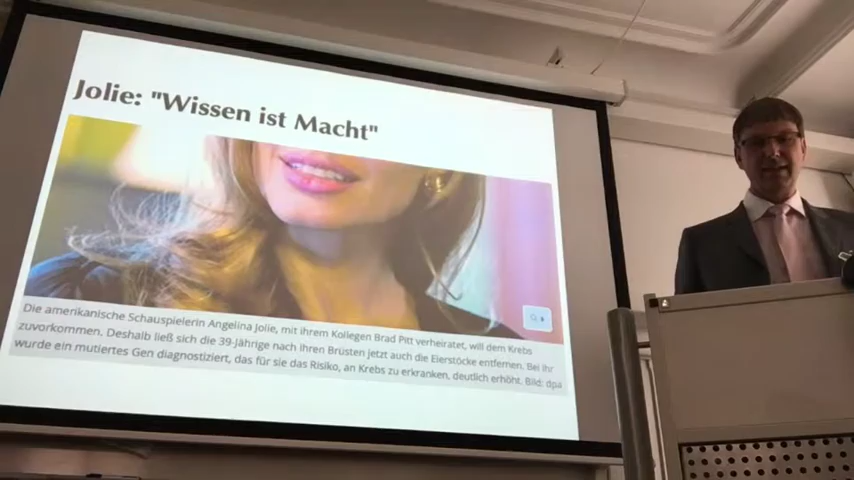 Jolie: "Wissen ist Macht"
Die amerikanische Schauspielerin Angelina Jolie, mit ihrem Kollegen Brad Pitt verheiratet, will dem Krebs
zuvorkommen. Deshalb ließ sich die 39-Jährige nach ihren Brüsten jetzt auch die Eierstöcke entfernen. Bei ihr
wurde ein mutiertes Gen diagnostiziert, das für sie das Risiko, an Krebs zu erkranken, deutlich erhöht. Bild: dpa